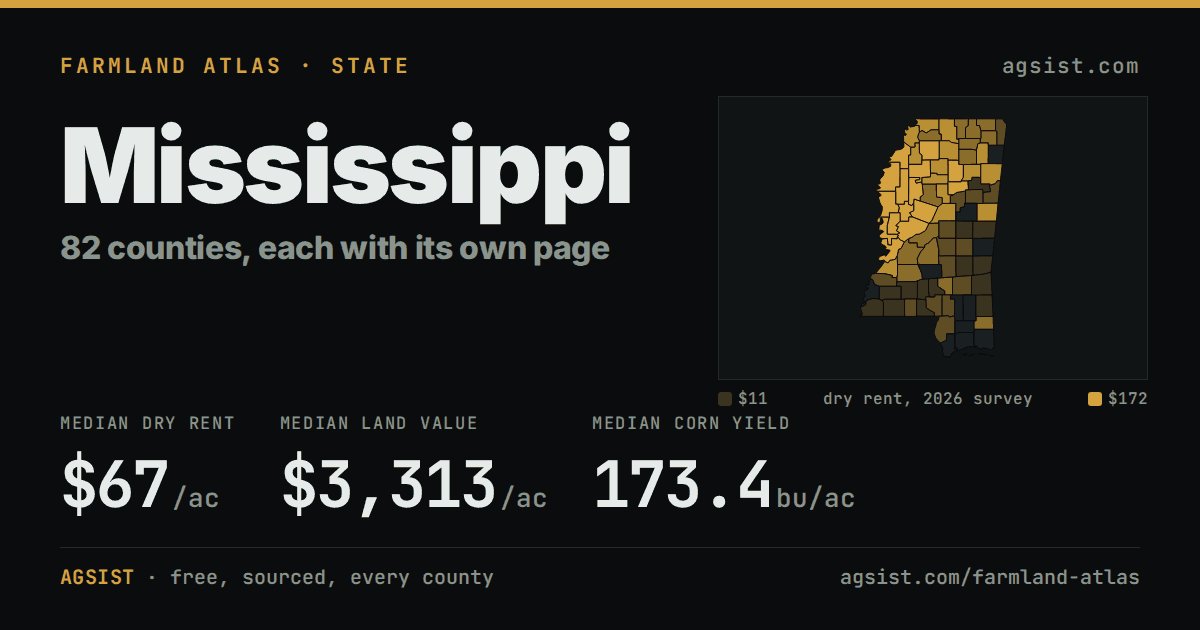 FARMLAND ATLAS · STATE
agsist.com
Mississippi
82 counties, each with its own page
$11 dry rent, 2026 survey $172
MEDIAN DRY RENT MEDIAN LAND VALUE MEDIAN CORN YIELD
$67/ac $3,313/ac 173.4bu/ac
AGSIST · free, sourced, every county
agsist.com/farmland-atlas